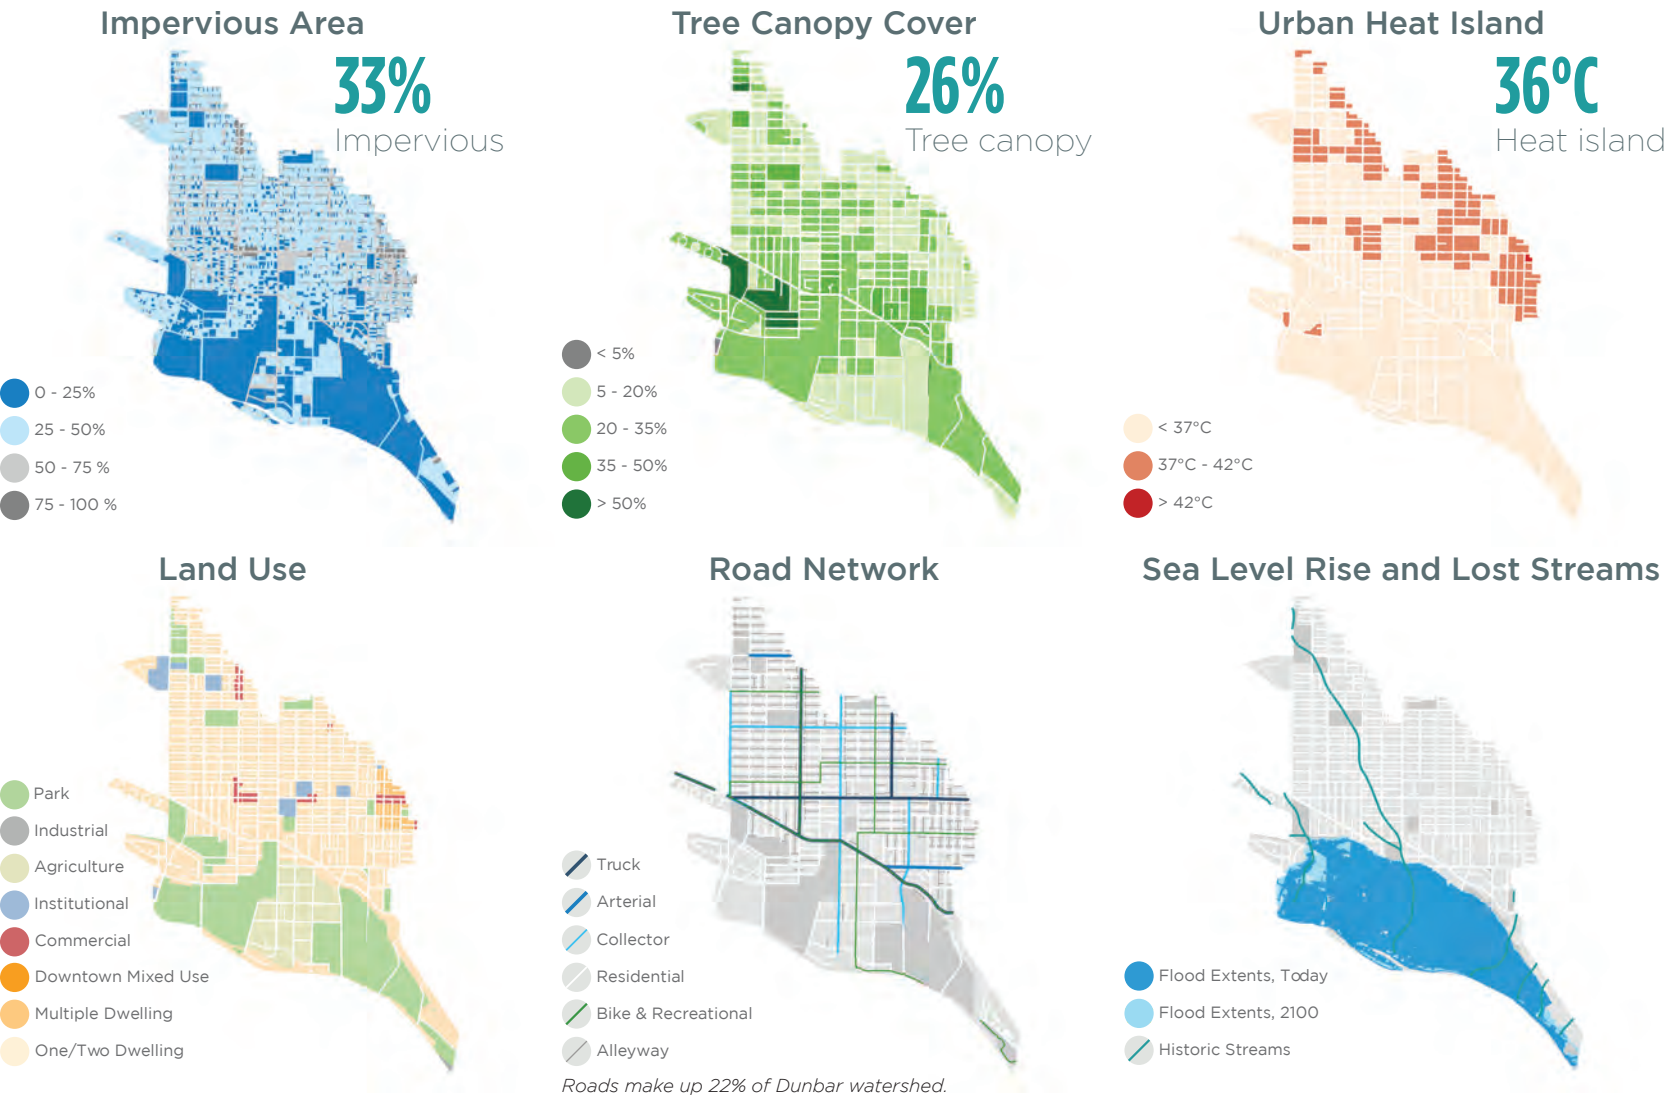 Impervious Area
33%
Impervious
0 - 25%
25 - 50%
50 - 75 %
75 - 100 %
Tree Canopy Cover
26%
Tree canopy
< 5%
5 - 20%
20 - 35%
35 - 50%
> 50%
Urban Heat Island
36°C
Heat island
< 37°C
37°C - 42°C
> 42°C
Land Use
Park
Industrial
Agriculture
Institutional
Commercial
Downtown Mixed Use
Multiple Dwelling
One/Two Dwelling
Road Network
Truck
Arterial
Collector
Residential
Bike & Recreational
Alleyway
Roads make up 22% of Dunbar watershed.
Sea Level Rise and Lost Streams
Flood Extents, Today
Flood Extents, 2100
Historic Streams